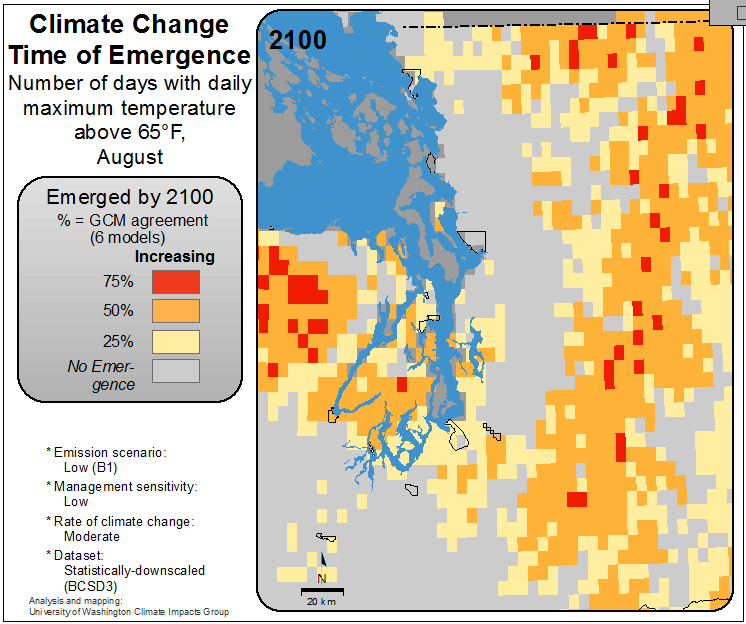 Climate Change
Time of Emergence
Number of days with daily
maximum temperature
above 65°F,
August
Emerged by 2100
% = GCM agreement
(6 models)
Increasing
75%
50%
25%
No Emer-
gence
* Emission scenario:
Low (B1)
* Management sensitivity:
Low
* Rate of climate change:
Moderate
* Dataset:
Statistically-downscaled
(BCSD3)
Analysis and mapping:
University of Washington Climate Impacts Group
2100
N
20 km